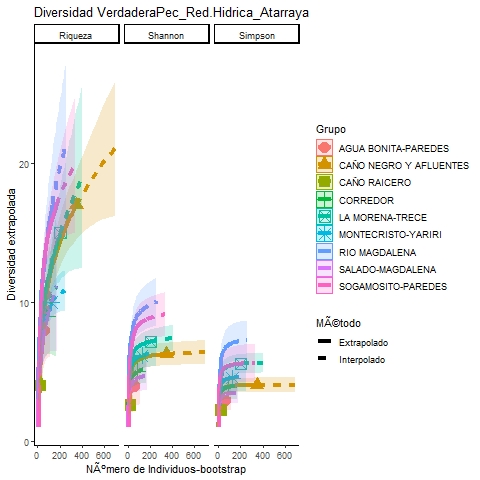 Diversidad VerdaderaPec_Red.Hidrica_Atarraya
Riqueza
Shannon
Simpson
Diversidad extrapolada
20
10
0
0 200 400 600
0 200 400 600
0 200 400 600
NÃºmero de Individuos-bootstrap
Grupo
AGUA BONITA-PAREDES
CAÑO NEGRO Y AFLUENTES
CAÑO RAICERO
CORREDOR
LA MORENA-TRECE
MONTECRISTO-YARIRI
RIO MAGDALENA
SALADO-MAGDALENA
SOGAMOSITO-PAREDES
MÃ©todo
Extrapolado
Interpolado